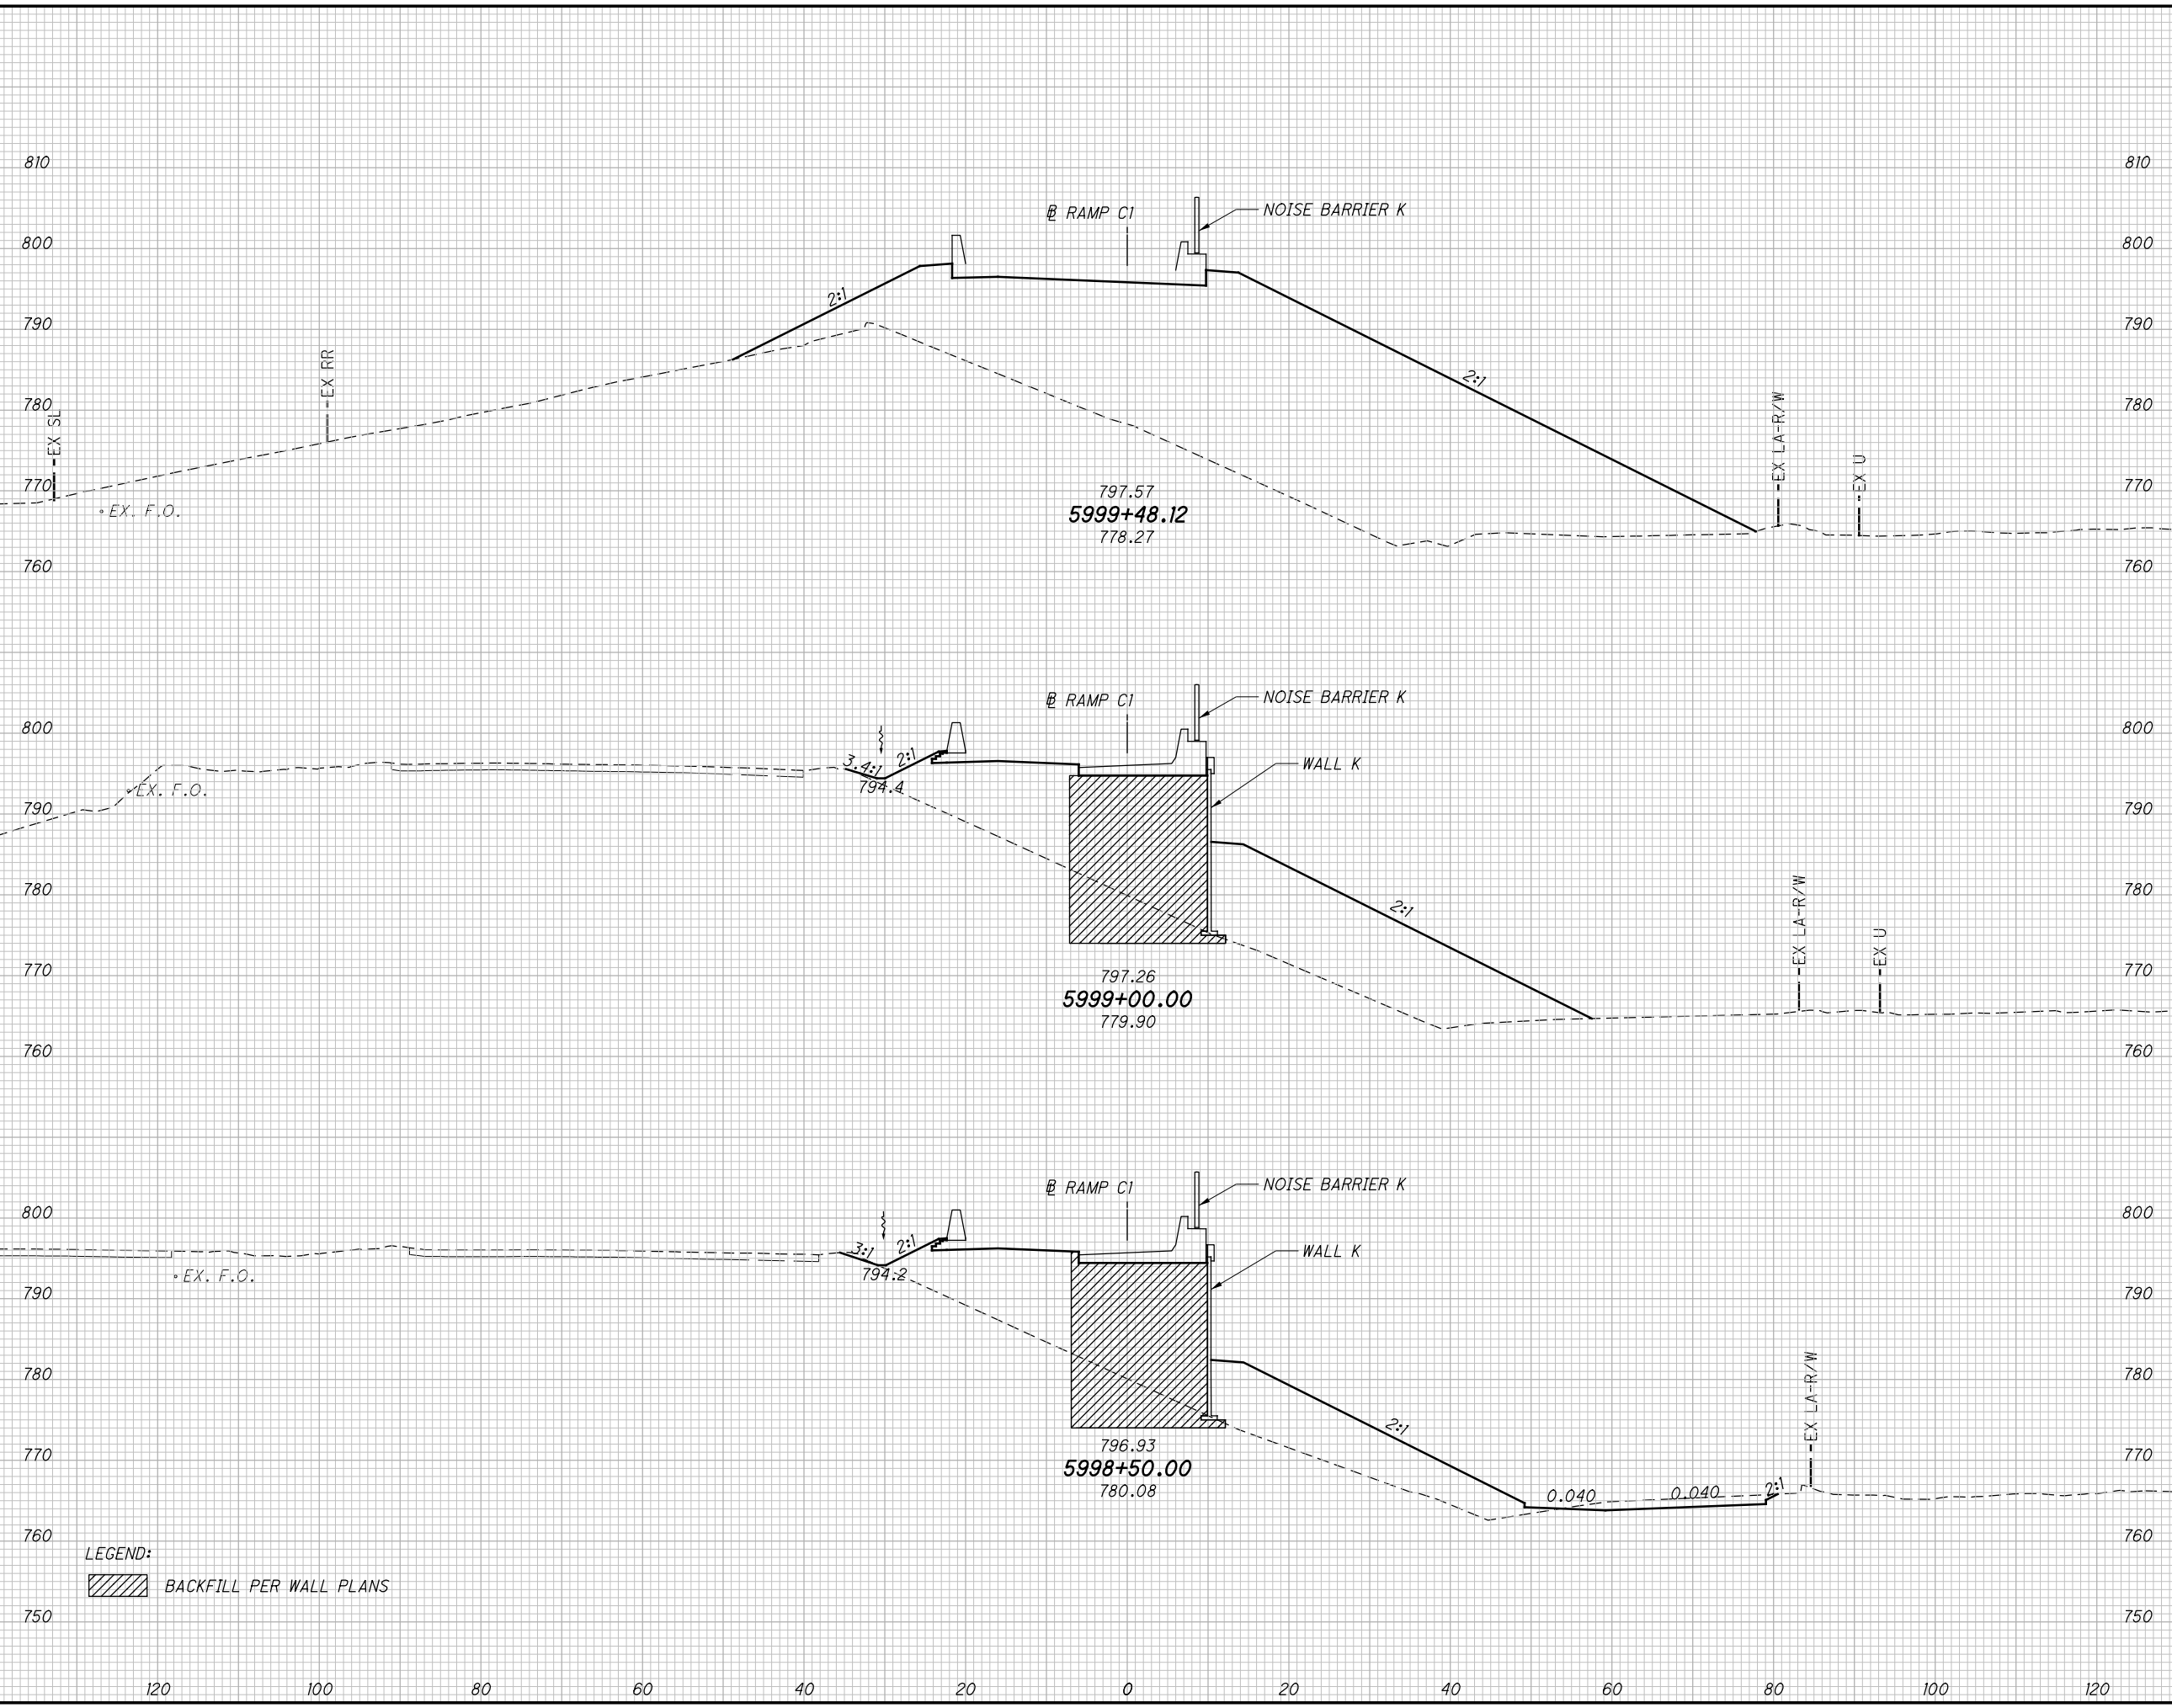 810 810
℄ RAMP C1 NOISE BARRIER K
800 800
2:1
790 790
EX RR
2:1
780 780
EX SL
EX LA-R/W
EX U
770 770
EX. F.O.
797.57
5999+48.12
778.27
760 760
℄ RAMP C1 NOISE BARRIER K
800 800
3.4:1 2:1 WALL K
794.4
EX. F.O.
790 790
780 780
2:1
EX LA-R/W
EX U
770 770
797.26
5999+00.00
779.90
760 760
℄ RAMP C1 NOISE BARRIER K
800 800
3:1 2:1 WALL K
794.2
EX. F.O.
790 790
780 780
EX LA-R/W
2:1
770 770
796.93
5998+50.00
780.08
0.040 0.040 2:1
760 760
LEGEND:
BACKFILL PER WALL PLANS
750 750
120 100 80 60 40 20 0 20 40 60 80 100 120